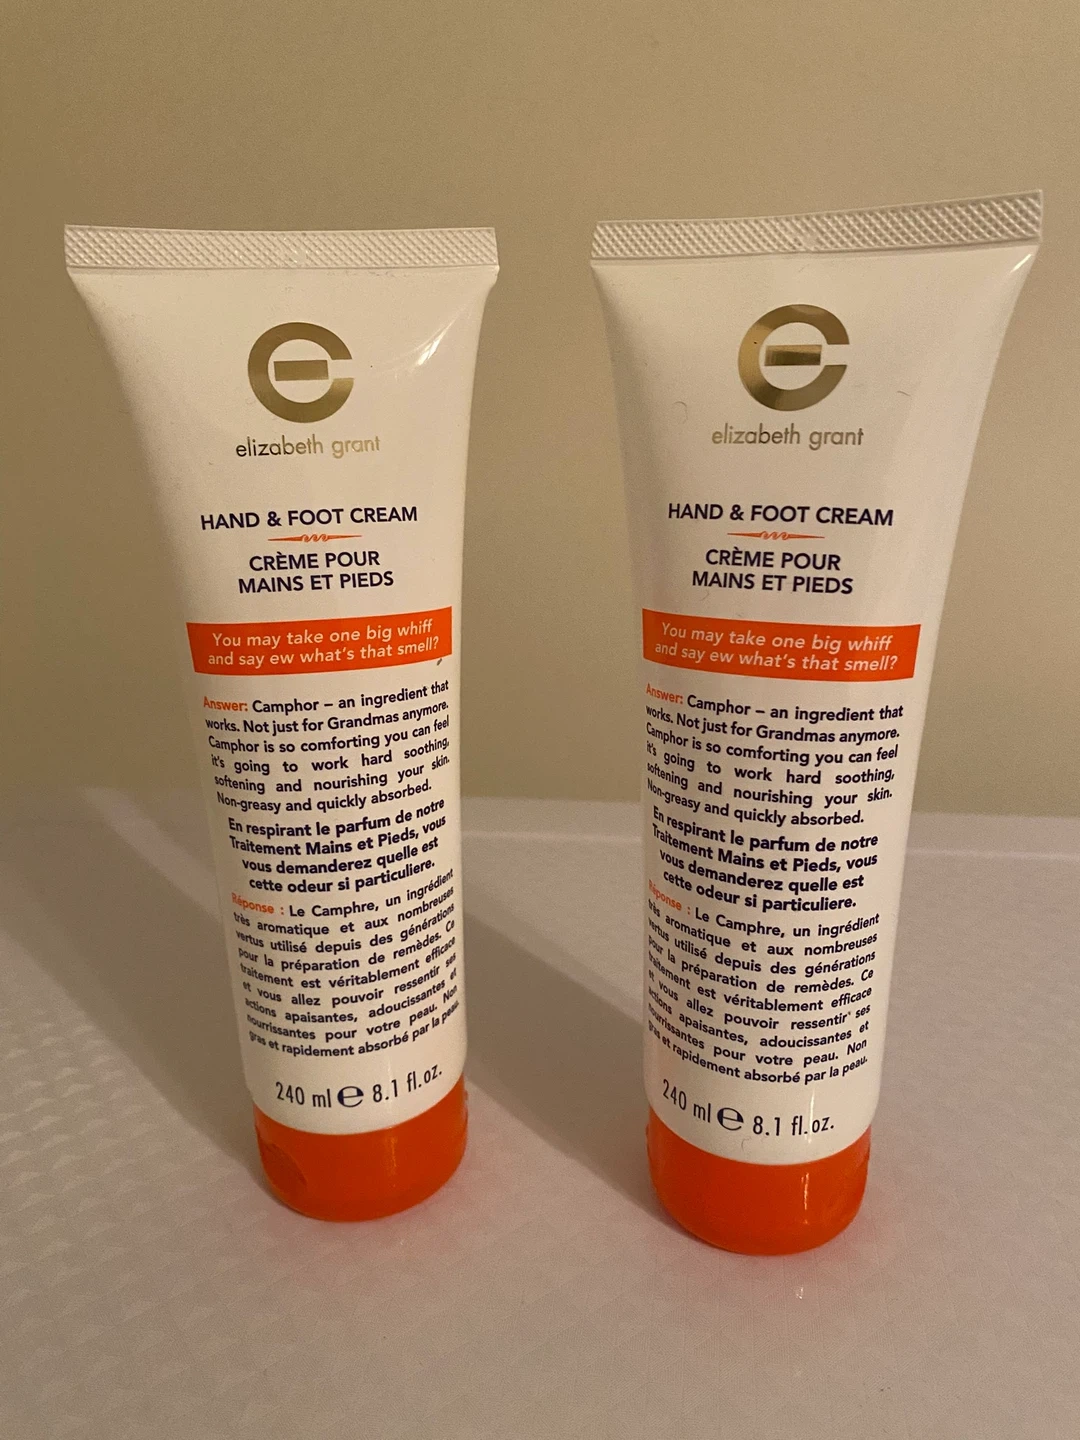 elizabeth grant
HAND & FOOT CREAM
CRÈME POUR
MAINS ET PIEDS
You may take one big whiff
and say ew what's that smell?
Answer: Camphor – an ingredient that
works. Not just for Grandmas anymore.
Camphor is so comforting you can feel
it's going to work hard soothing,
softening and nourishing your skin.
Non-greasy and quickly absorbed.
En respirant le parfum de notre
Traitement Mains et Pieds, vous
vous demanderez quelle est
cette odeur si particuliere.
Réponse : Le Camphre, un ingrédient
très aromatique et aux nombreuses
vertus utilisé depuis des générations
pour la préparation de remèdes. Ce
traitement est véritablement efficace
et vous allez pouvoir ressentir ses
actions apaisantes, adoucissantes et
nourrissantes pour votre peau. Non
gras et rapidement absorbé par la peau.
240 ml ℮ 8.1 fl.oz.
elizabeth grant
HAND & FOOT CREAM
CRÈME POUR
MAINS ET PIEDS
You may take one big whiff
and say ew what's that smell?
Answer: Camphor – an ingredient that
works. Not just for Grandmas anymore.
Camphor is so comforting you can feel
it's going to work hard soothing,
softening and nourishing your skin.
Non-greasy and quickly absorbed.
En respirant le parfum de notre
Traitement Mains et Pieds, vous
vous demanderez quelle est
cette odeur si particuliere.
Réponse : Le Camphre, un ingrédient
très aromatique et aux nombreuses
vertus utilisé depuis des générations
pour la préparation de remèdes. Ce
traitement est véritablement efficace
et vous allez pouvoir ressentir ses
actions apaisantes, adoucissantes et
nourrissantes pour votre peau. Non
gras et rapidement absorbé par la peau.
240 ml ℮ 8.1 fl.oz.